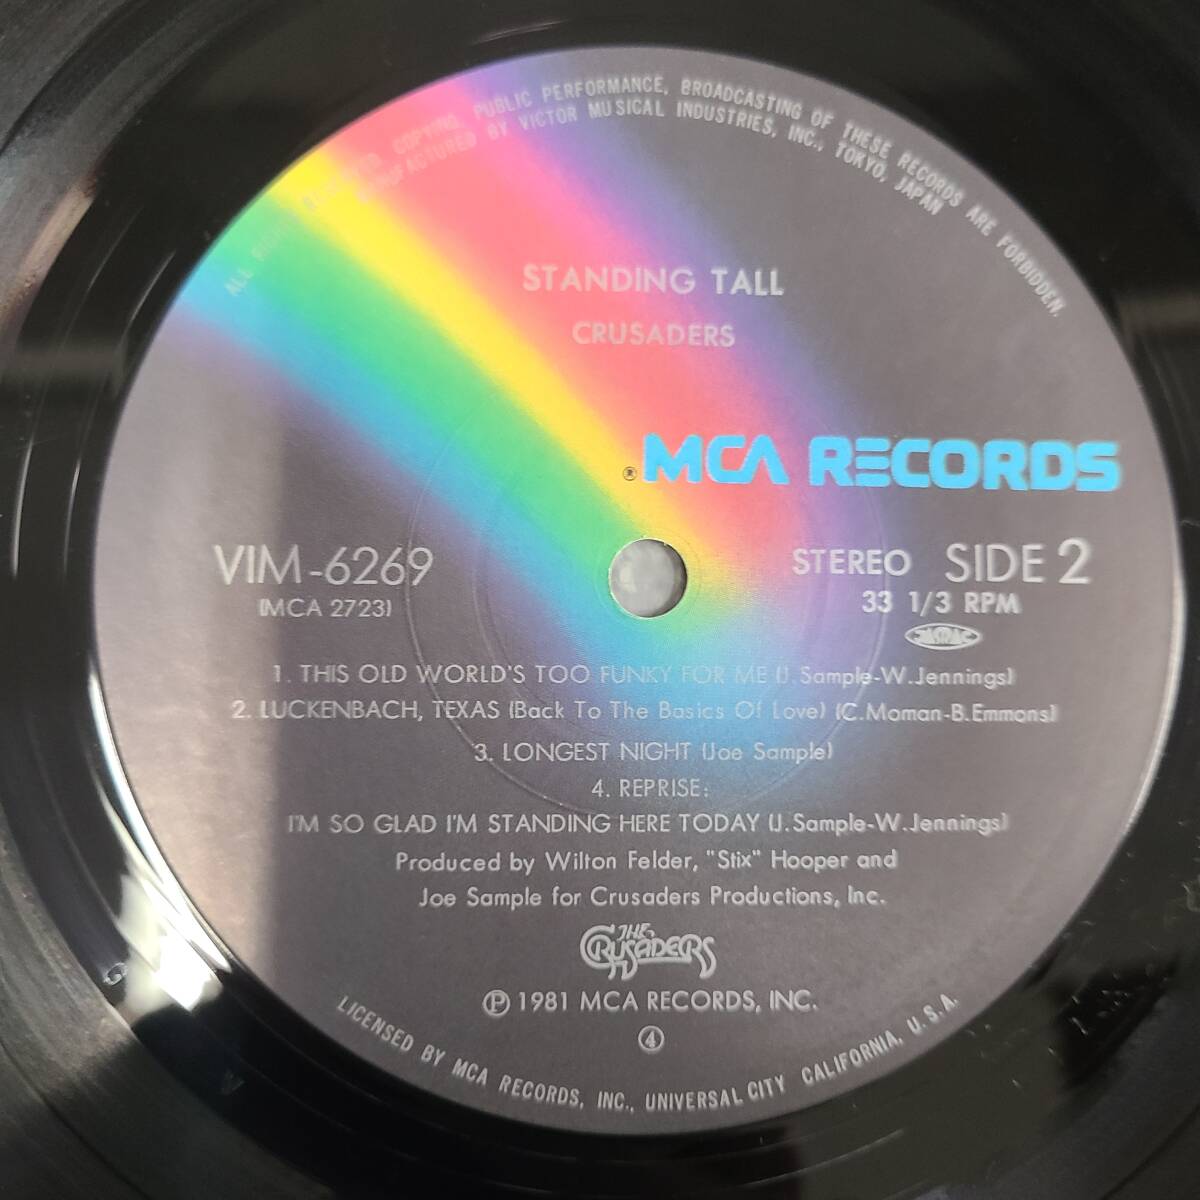 ALL RIGHTS RESERVED. COPYING, PUBLIC PERFORMANCE, BROADCASTING OF THESE RECORDS ARE FORBIDDEN.
MANUFACTURED BY VICTOR MUSICAL INDUSTRIES, INC., TOKYO, JAPAN
STANDING TALL
CRUSADERS
® MCA RECORDS
VIM-6269
(MCA 2723)
STEREO SIDE 2
33 1/3 RPM
JASRAC
1. THIS OLD WORLD'S TOO FUNKY FOR ME (J.Sample-W.Jennings)
2. LUCKENBACH, TEXAS (Back To The Basics Of Love) (C.Moman-B.Emmons)
3. LONGEST NIGHT (Joe Sample)
4. REPRISE:
I'M SO GLAD I'M STANDING HERE TODAY (J.Sample-W.Jennings)
Produced by Wilton Felder, "Stix" Hooper and
Joe Sample for Crusaders Productions, Inc.
THE CRUSADERS
Ⓟ 1981 MCA RECORDS, INC.
④
LICENSED BY MCA RECORDS, INC., UNIVERSAL CITY CALIFORNIA, U.S.A.